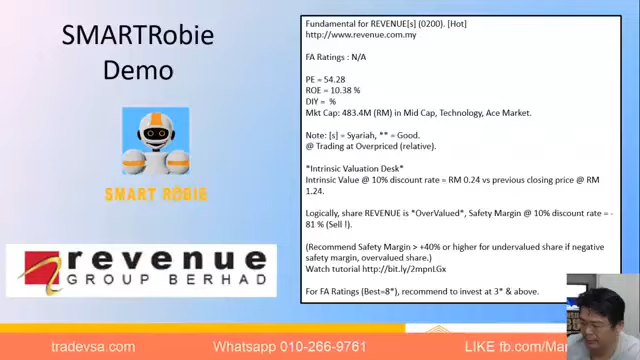 SMARTRobie
Demo
SMART ROBIE
revenue
GROUP BERHAD
Fundamental for REVENUE[s] (0200). [Hot]
http://www.revenue.com.my
FA Ratings : N/A
PE = 54.28
ROE = 10.38 %
DIY = %
Mkt Cap: 483.4M (RM) in Mid Cap, Technology, Ace Market.
Note: [s] = Syariah, ** = Good.
@ Trading at Overpriced (relative).
*Intrinsic Valuation Desk*
Intrinsic Value @ 10% discount rate = RM 0.24 vs previous closing price @ RM
1.24.
Logically, share REVENUE is *OverValued*, Safety Margin @ 10% discount rate = -
81 % (Sell !).
(Recommend Safety Margin > +40% or higher for undervalued share if negative
safety margin, overvalued share.)
Watch tutorial http://bit.ly/2mpnLGx
For FA Ratings (Best=8*), recommend to invest at 3* & above.
tradevsa.com
Whatsapp 010-266-9761
LIKE fb.com/Mar